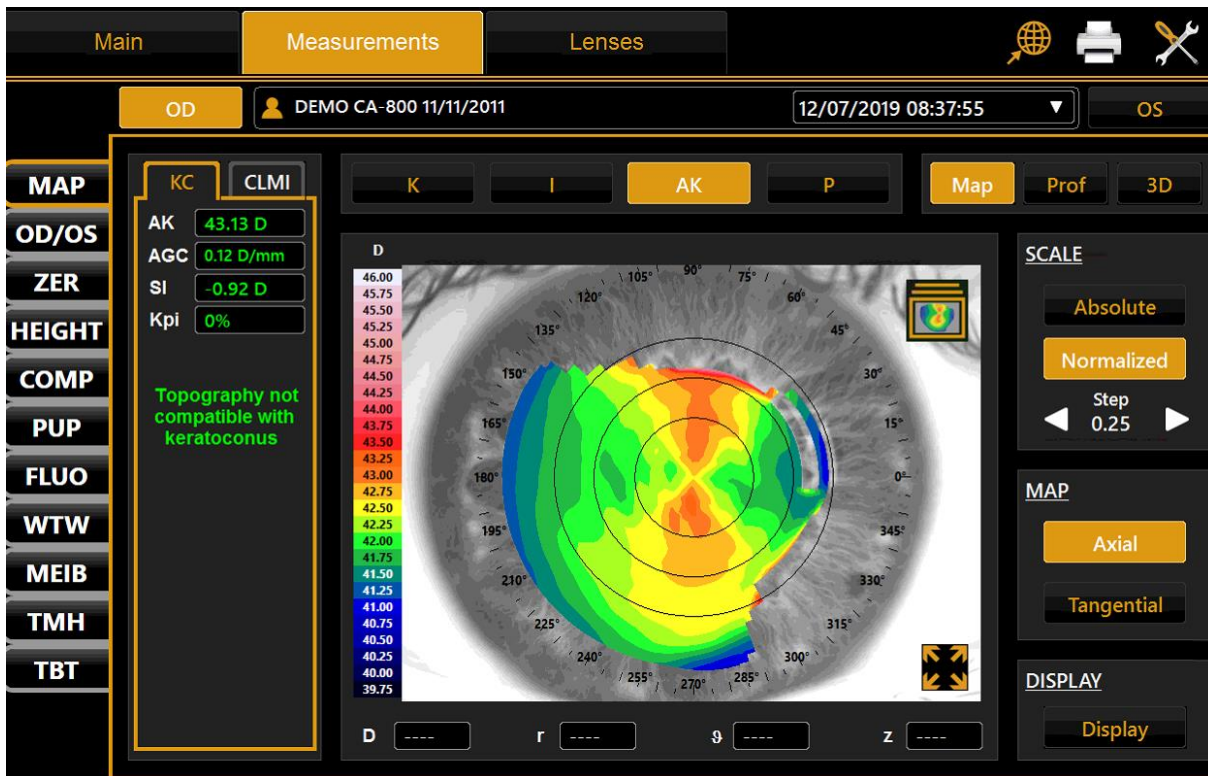 Main
Measurements
Lenses
OD
DEMO CA-800 11/11/2011
12/07/2019 08:37:55
OS
MAP
OD/OS
ZER
HEIGHT
COMP
PUP
FLUO
WTW
MEIB
TMH
TBT
KC
CLMI
AK 43.13 D
AGC 0.12 D/mm
SI -0.92 D
Kpi 0%
Topography not
compatible with
keratoconus
K
I
AK
P
Map
Prof
3D
D
46.00
45.75
45.50
45.25
45.00
44.75
44.50
44.25
44.00
43.75
43.50
43.25
43.00
42.75
42.50
42.25
42.00
41.75
41.50
41.25
41.00
40.75
40.50
40.25
40.00
39.75
105°
90°
75°
120°
60°
135°
45°
150°
30°
165°
15°
180°
0°
195°
345°
210°
330°
225°
315°
240°
300°
255°
270°
285°
D ----
r ----
ϑ ----
z ----
SCALE
Absolute
Normalized
Step
0.25
MAP
Axial
Tangential
DISPLAY
Display